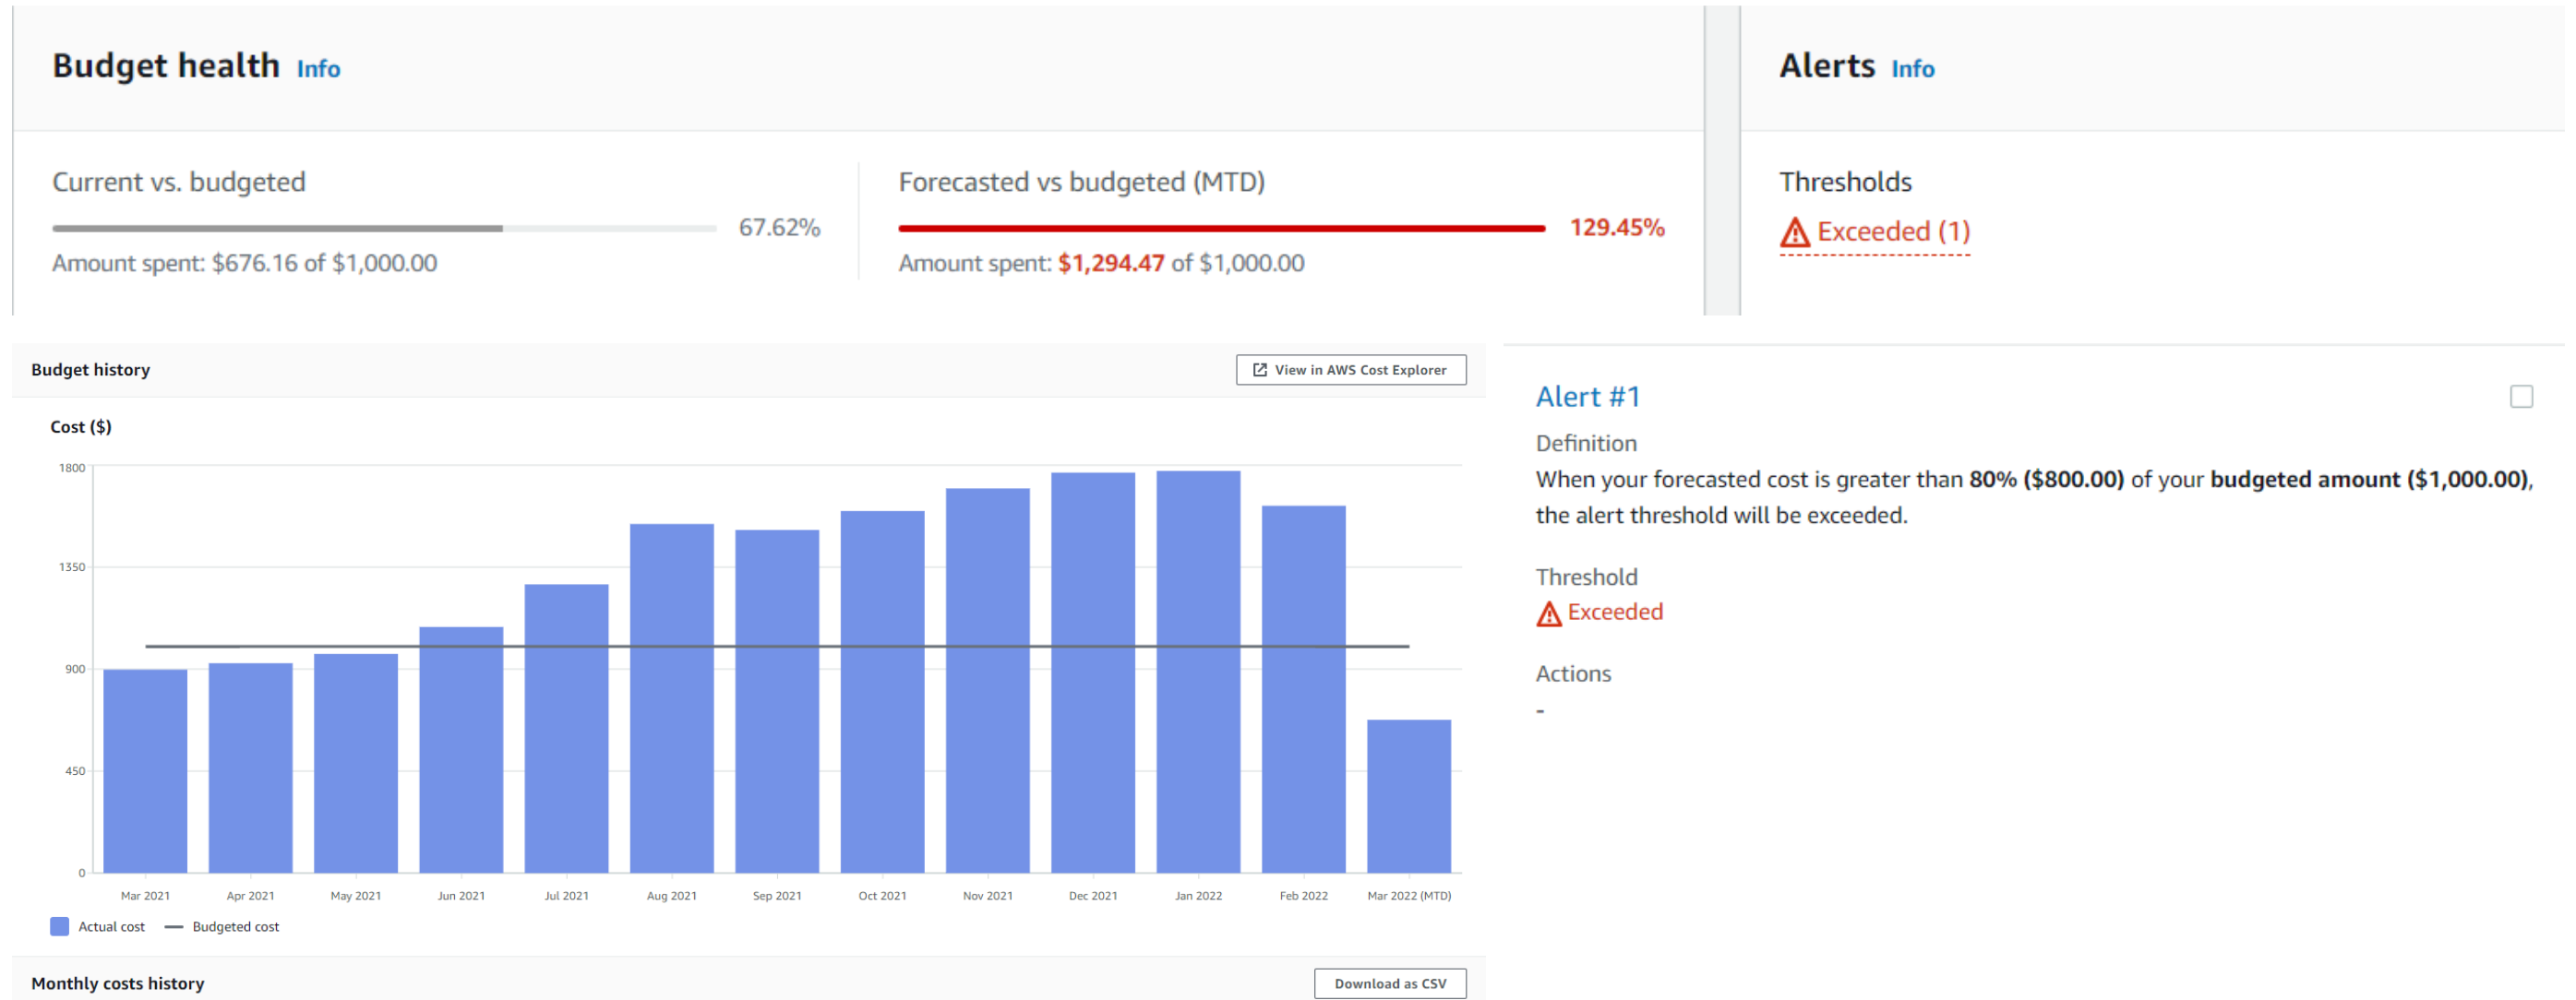 Budget health Info
Current vs. budgeted
67.62%
Amount spent: $676.16 of $1,000.00
Forecasted vs budgeted (MTD)
129.45%
Amount spent: $1,294.47 of $1,000.00
Alerts Info
Thresholds
Exceeded (1)
Budget history
View in AWS Cost Explorer
Cost ($)
1800
1350
900
450
0
Mar 2021 Apr 2021 May 2021 Jun 2021 Jul 2021 Aug 2021 Sep 2021 Oct 2021 Nov 2021 Dec 2021 Jan 2022 Feb 2022 Mar 2022 (MTD)
Actual cost Budgeted cost
Monthly costs history
Download as CSV
Alert #1
Definition
When your forecasted cost is greater than 80% ($800.00) of your budgeted amount ($1,000.00),
the alert threshold will be exceeded.
Threshold
Exceeded
Actions
-